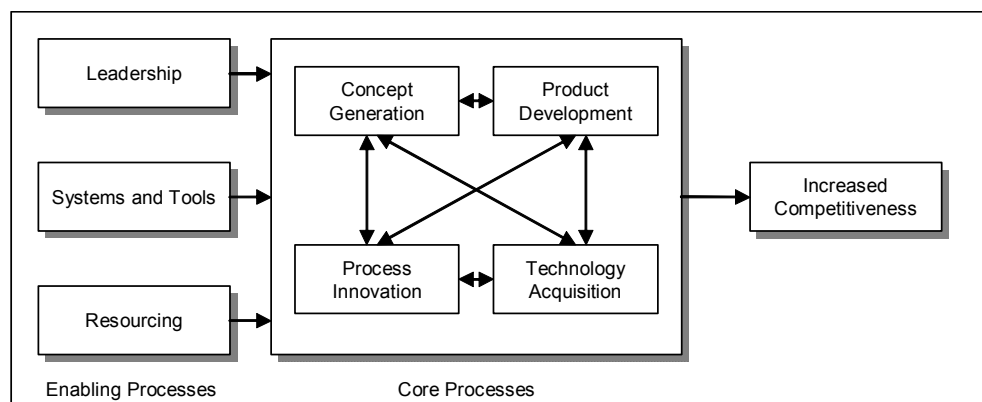 Leadership
Systems and Tools
Resourcing
Enabling Processes
Concept
Generation
Product
Development
Process
Innovation
Technology
Acquisition
Core Processes
Increased
Competitiveness